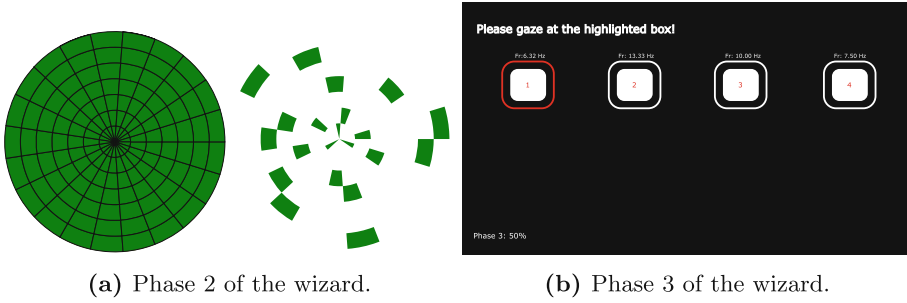 Please gaze at the highlighted box!
Fr:6.32 Hz Fr: 13.33 Hz Fr: 10.00 Hz Fr: 7.50 Hz
1 2 3 4
Phase 3: 50%
(a) Phase 2 of the wizard. (b) Phase 3 of the wizard.